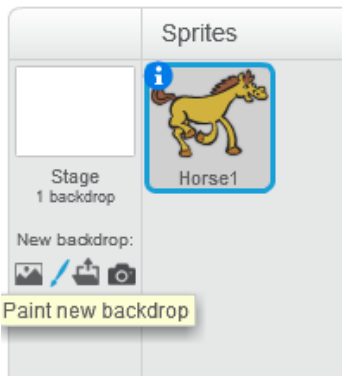 Sprites
i
Stage
1 backdrop
New backdrop:
Paint new backdrop
Horse1